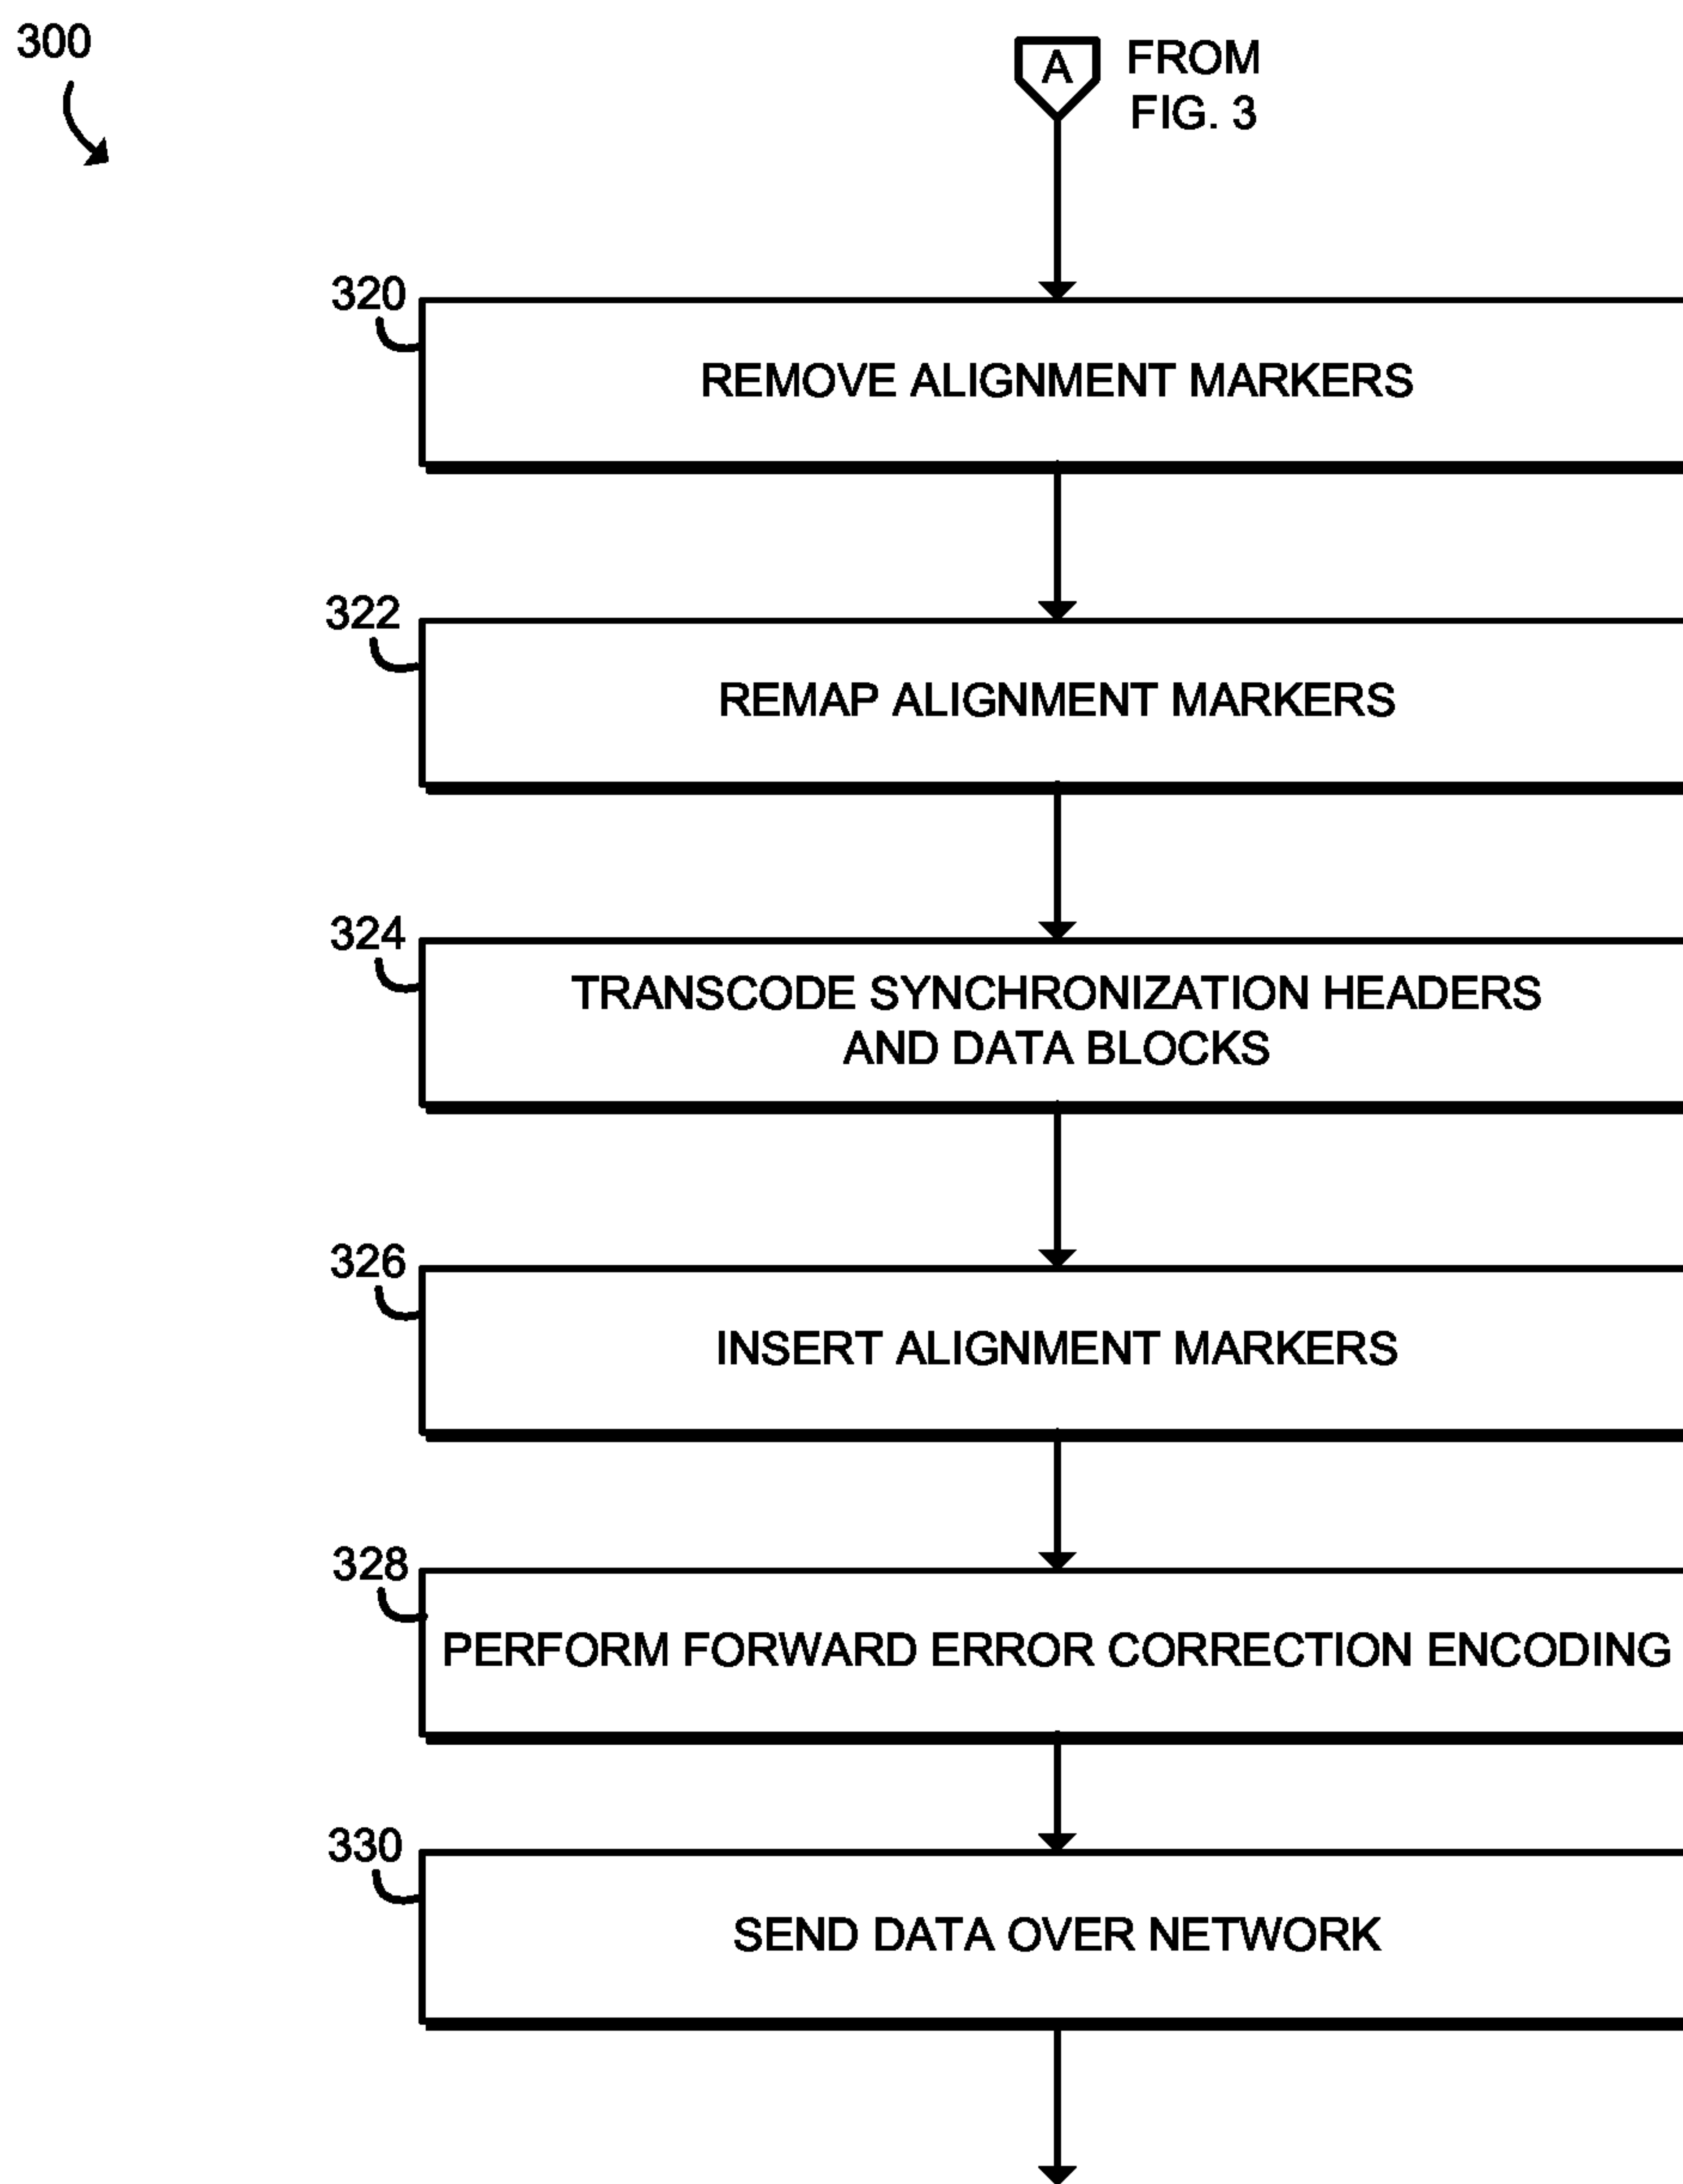 300
A
FROM
FIG. 3
320
REMOVE ALIGNMENT MARKERS
322
REMAP ALIGNMENT MARKERS
324
TRANSCODE SYNCHRONIZATION HEADERS
AND DATA BLOCKS
326
INSERT ALIGNMENT MARKERS
328
PERFORM FORWARD ERROR CORRECTION ENCODING
330
SEND DATA OVER NETWORK